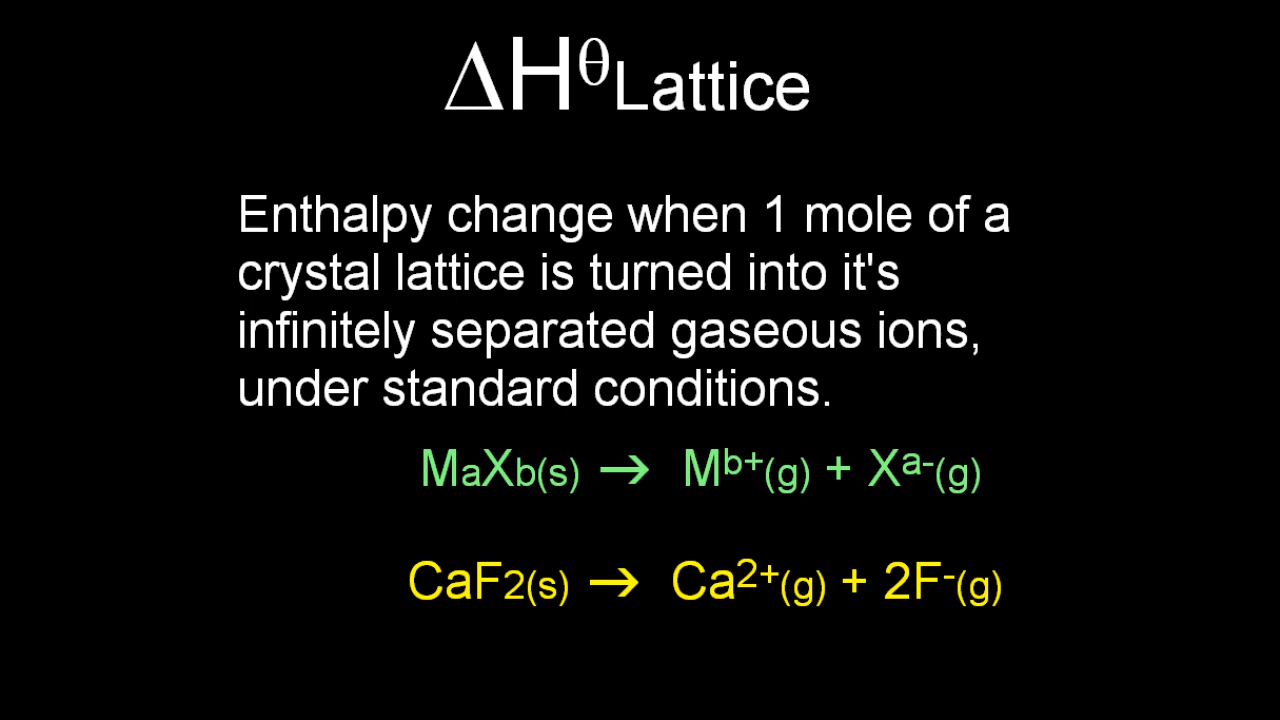 ΔHᶿLattice
Enthalpy change when 1 mole of a
crystal lattice is turned into it's
infinitely separated gaseous ions,
under standard conditions.
MaXb(s) → Mᵇ⁺(g) + Xᵃ⁻(g)
CaF2(s) → Ca²⁺(g) + 2F⁻(g)